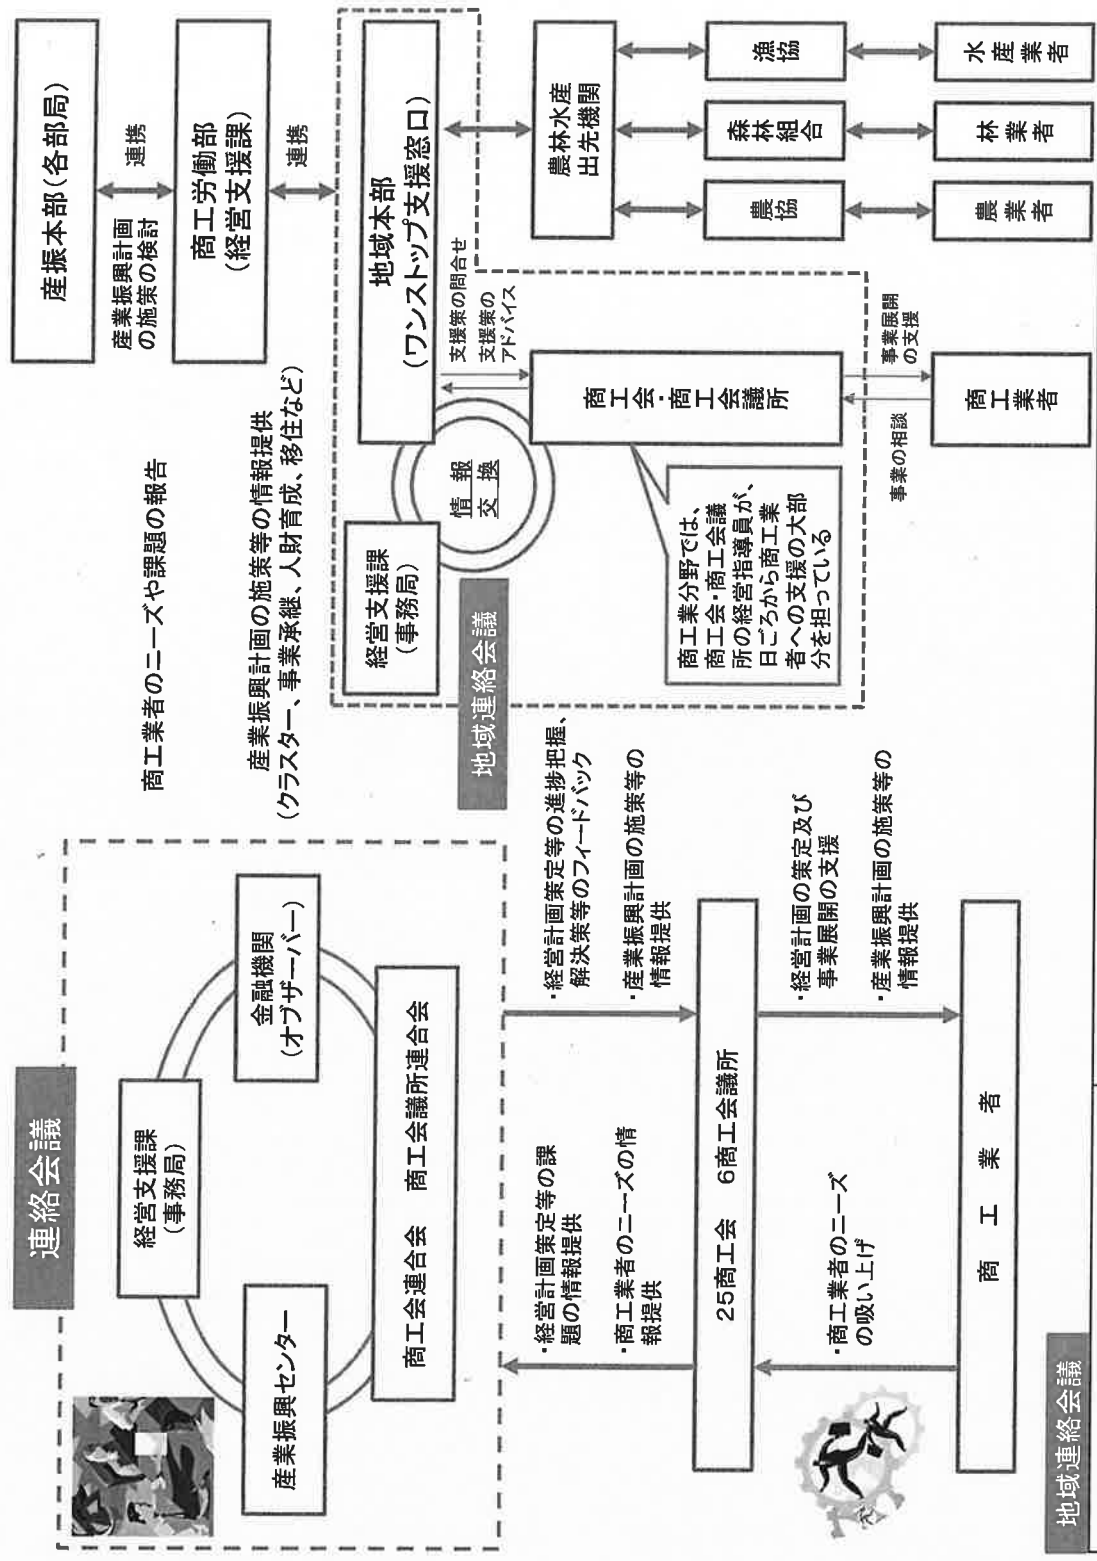 連絡会議
経営支援課
(事務局)
産業振興センター
金融機関
(オブザーバー)
商工会連合会　商工会議所連合会
・経営計画策定等の課
題の情報提供
・商工業者のニーズの情
報提供
・経営計画策定等の進捗把握、
解決策等のフィードバック
・産業振興計画の施策等の
情報提供
25商工会　6商工会議所
・商工業者のニーズ
の吸い上げ
・経営計画の策定及び
事業展開の支援
・産業振興計画の施策等の
情報提供
商　工　業　者
地域連絡会議
産振本部(各部局)
産業振興計画
の施策の検討
連携
商工労働部
(経営支援課)
連携
商工業者のニーズや課題の報告
産業振興計画の施策等の情報提供
(クラスター、事業承継、人財育成、移住など)
地域連絡会議
経営支援課
(事務局)
地域本部
(ワンストップ支援窓口)
情報
交換
支援策の問合せ
支援策の
アドバイス
商工会・商工会議所
商工業分野では、
商工会・商工会議
所の経営指導員が、
日ごろから商工業
者への支援の大部
分を担っている
事業の相談
事業展開
の支援
商工業者
農林水産
出先機関
農協
森林組合
漁協
農業者
林業者
水産業者